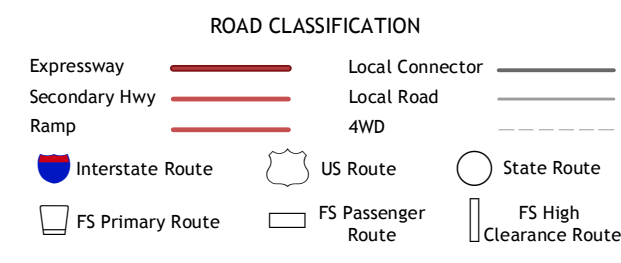 ROAD CLASSIFICATION
Expressway
Local Connector
Secondary Hwy
Local Road
Ramp
4WD
Interstate Route
US Route
State Route
FS Primary Route
FS Passenger
Route
FS High
Clearance Route